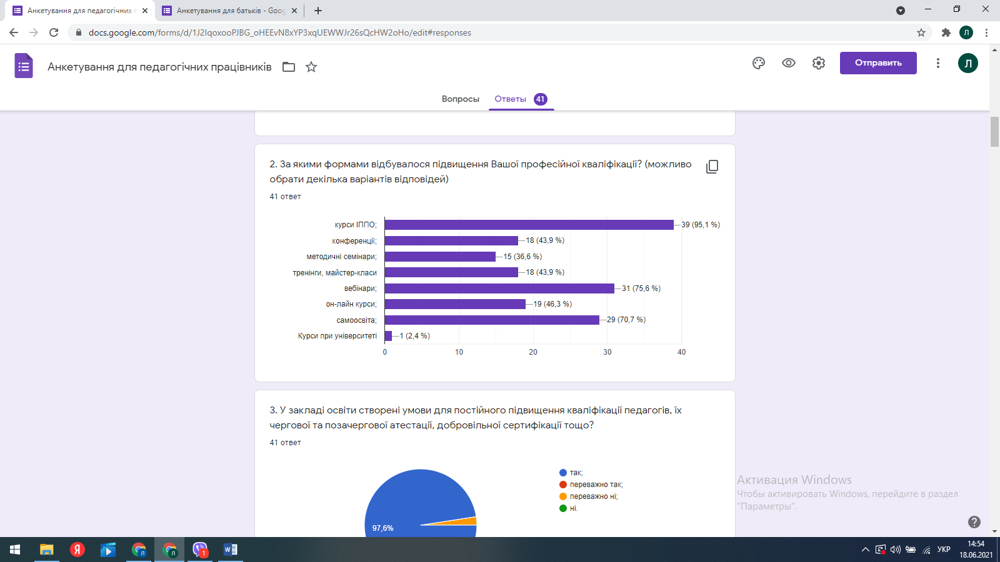 Анкетування для педагогічних п
Анкетування для батьків - Goog
docs.google.com/forms/d/1J2IqoxooPJBG_oHEEvN8xYP3xqUEWWJr26sQcHW2oHo/edit#responses
Л
Анкетування для педагогічних працівників
Отправить
Л
Вопросы
Ответы 41
2. За якими формами відбувалося підвищення Вашої професійної кваліфікації? (можливо
обрати декілька варіантів відповідей)
41 ответ
курси ІППО; 39 (95,1 %)
конференції; 18 (43,9 %)
методичні семінари; 15 (36,6 %)
тренінги, майстер-класи 18 (43,9 %)
вебінари; 31 (75,6 %)
он-лайн курси; 19 (46,3 %)
самоосвіта; 29 (70,7 %)
Курси при університеті 1 (2,4 %)
0 10 20 30 40
3. У закладі освіти створені умови для постійного підвищення кваліфікації педагогів, їх
чергової та позачергової атестації, добровільної сертифікації тощо?
41 ответ
так;
переважно так;
переважно ні;
ні.
97,6%
Активация Windows
Чтобы активировать Windows, перейдите в раздел
"Параметры".
Я
Л
Л
1
УКР
14:54
18.06.2021